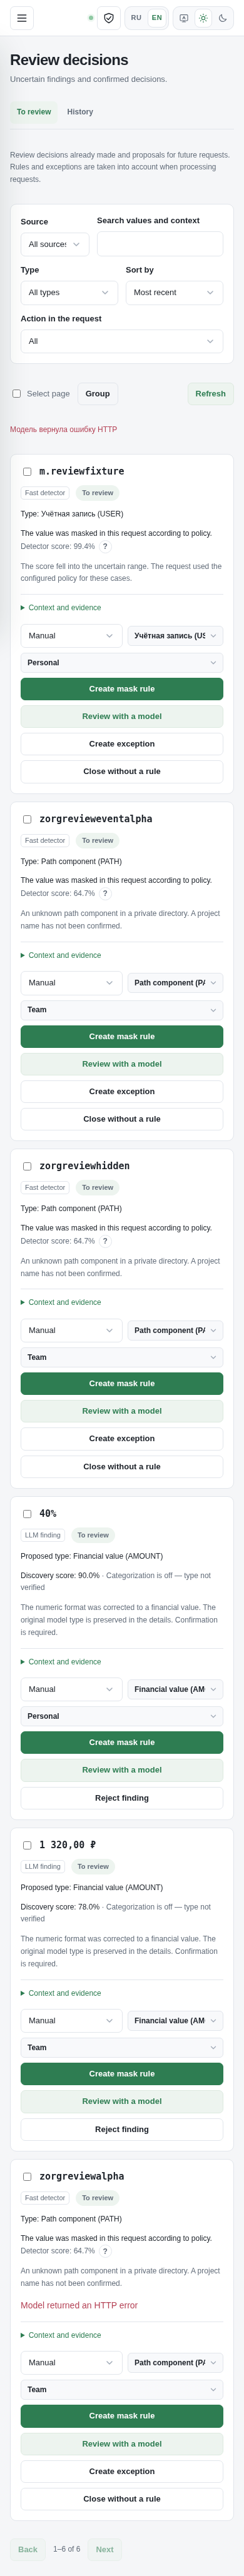 RU EN
Review decisions
Uncertain findings and confirmed decisions.
To review History
Review decisions already made and proposals for future requests.
Rules and exceptions are taken into account when processing
requests.
Source Search values and context
All sources
Type Sort by
All types Most recent
Action in the request
All
Select page Group Refresh
Модель вернула ошибку HTTP
m.reviewfixture
Fast detector To review
Type: Учётная запись (USER)
The value was masked in this request according to policy.
Detector score: 99.4% ?
The score fell into the uncertain range. The request used the
configured policy for these cases.
Context and evidence
Manual Учётная запись (US
Personal
Create mask rule
Review with a model
Create exception
Close without a rule
zorgrevieweventalpha
Fast detector To review
Type: Path component (PATH)
The value was masked in this request according to policy.
Detector score: 64.7% ?
An unknown path component in a private directory. A project
name has not been confirmed.
Context and evidence
Manual Path component (PA
Team
Create mask rule
Review with a model
Create exception
Close without a rule
zorgreviewhidden
Fast detector To review
Type: Path component (PATH)
The value was masked in this request according to policy.
Detector score: 64.7% ?
An unknown path component in a private directory. A project
name has not been confirmed.
Context and evidence
Manual Path component (PA
Team
Create mask rule
Review with a model
Create exception
Close without a rule
40%
LLM finding To review
Proposed type: Financial value (AMOUNT)
Discovery score: 90.0% · Categorization is off — type not
verified
The numeric format was corrected to a financial value. The
original model type is preserved in the details. Confirmation
is required.
Context and evidence
Manual Financial value (AM
Personal
Create mask rule
Review with a model
Reject finding
1 320,00 ₽
LLM finding To review
Proposed type: Financial value (AMOUNT)
Discovery score: 78.0% · Categorization is off — type not
verified
The numeric format was corrected to a financial value. The
original model type is preserved in the details. Confirmation
is required.
Context and evidence
Manual Financial value (AM
Team
Create mask rule
Review with a model
Reject finding
zorgreviewalpha
Fast detector To review
Type: Path component (PATH)
The value was masked in this request according to policy.
Detector score: 64.7% ?
An unknown path component in a private directory. A project
name has not been confirmed.
Model returned an HTTP error
Context and evidence
Manual Path component (PA
Team
Create mask rule
Review with a model
Create exception
Close without a rule
Back 1–6 of 6 Next